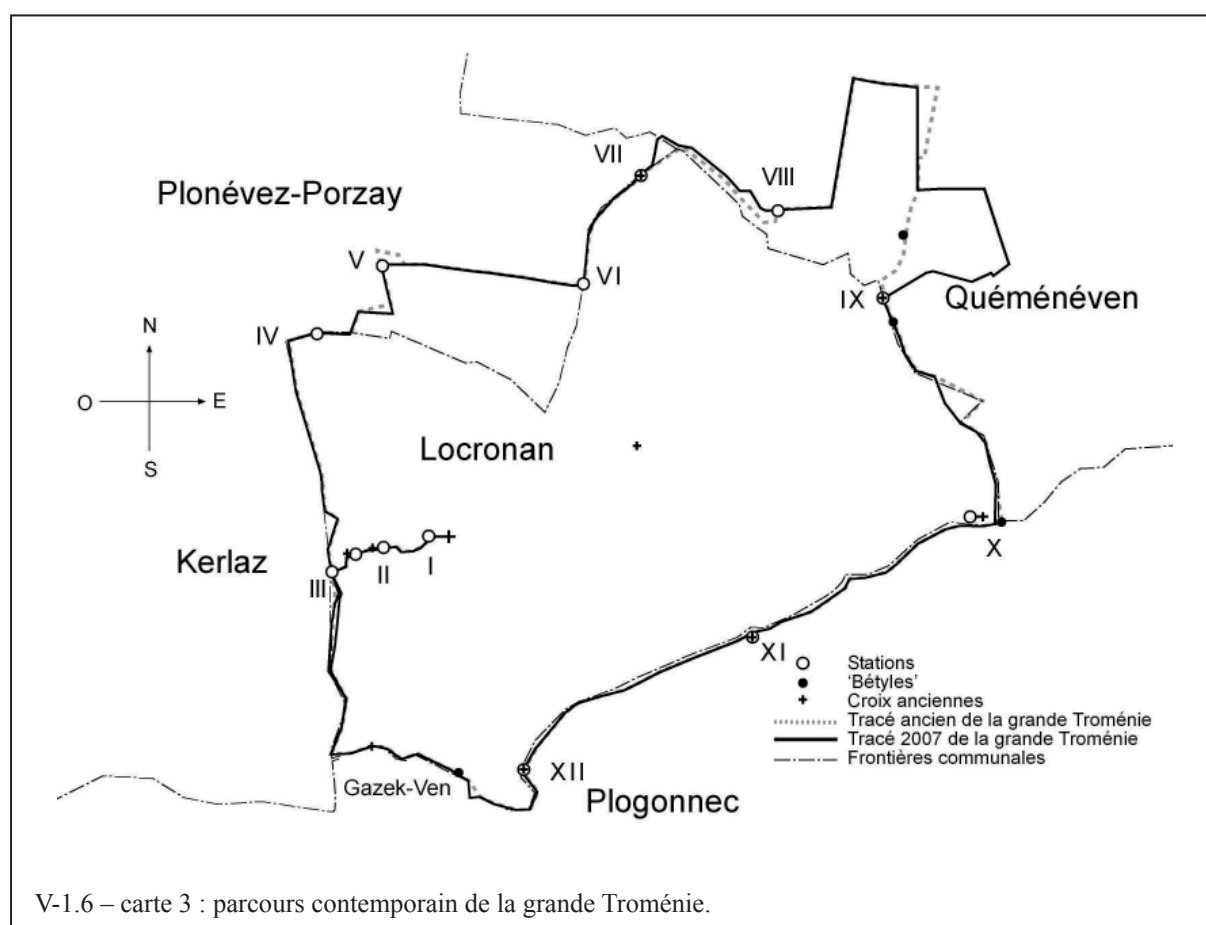 VII
VIII
Plonévez-Porzay
V
VI
IX
Quéménéven
IV
N
O
E
S
Locronan
Kerlaz
III
II
I
X
XI
Stations
'Bétyles'
Croix anciennes
Tracé ancien de la grande Troménie
Tracé 2007 de la grande Troménie
Frontières communales
XII
Gazek-Ven
Plogonnec
V-1.6 – carte 3 : parcours contemporain de la grande Troménie.